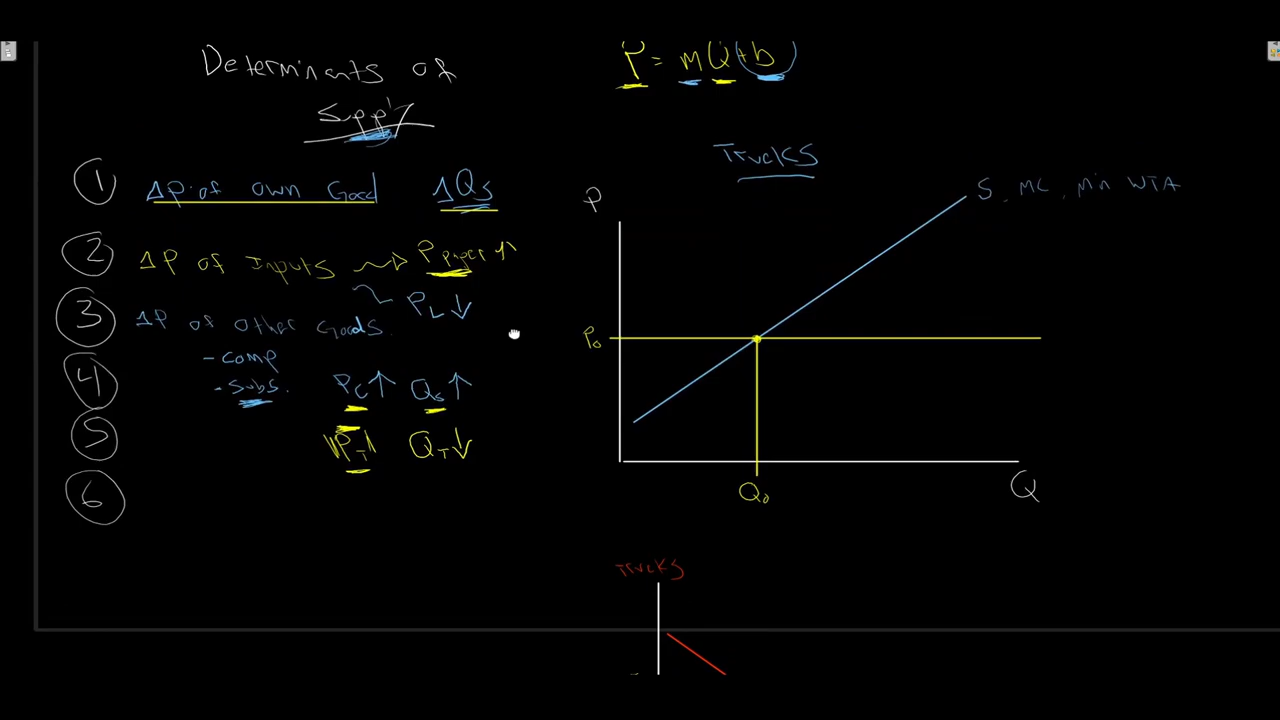 Determinants of
Supply
P = mQ + b
① ΔP. of own Good ΔQs
② ΔP of Inputs ~> P paper ↑
③ ΔP of Other Goods. PL ↓
- Comp
- Subs.
④ Pc ↑ Qs ↑
⑤ PT Q T ↓
⑥
Trucks
P
S, MC, Min WTA
P₀
Q₀
Q
Trucks